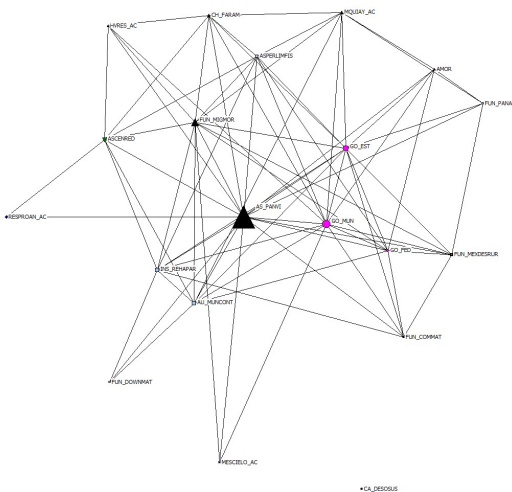 MQUIAY_AC
CH_FARAM
HVRES_AC
ASPERLIMFIS
AMOR
FUN_PANA
FUN_MIGMOR
ASCENRED
GO_EST
AS_PANVI
RESPROAN_AC
GO_MUN
GO_FED
FUN_MEXDESRUR
INS_REHAPAR
AU_MUNCONT
FUN_COMMAT
FUN_DOWNMAT
MESCIELO_AC
CA_DESOSUS